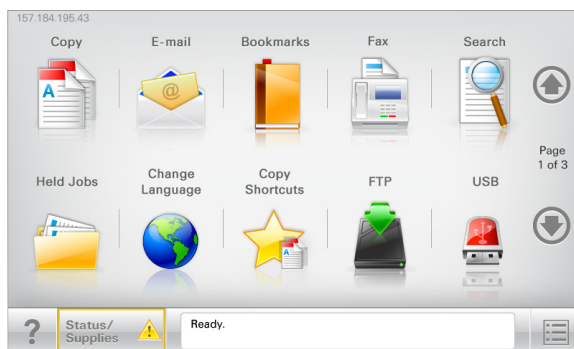 157.184.195.43
Copy
E-mail
Bookmarks
Fax
Search
A
@
Page
1 of 3
Held Jobs
Change
Language
Copy
Shortcuts
FTP
USB
A
?
Status/
Supplies
!
Ready.